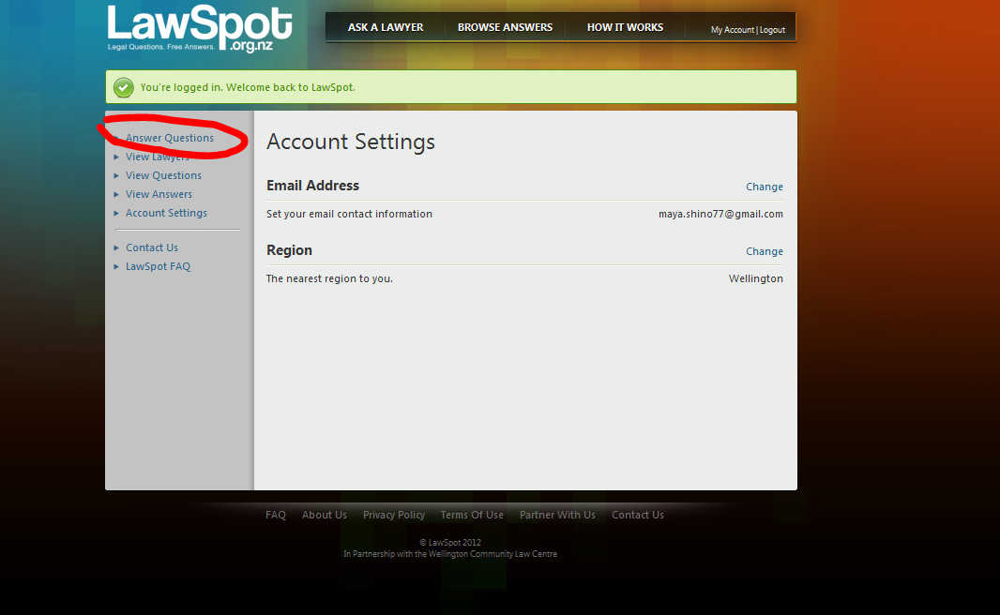 LawSpot
Legal Questions. Free Answers. .org.nz
ASK A LAWYER BROWSE ANSWERS HOW IT WORKS My Account | Logout
You're logged in. Welcome back to LawSpot.
Answer Questions
View Lawyers
View Questions
View Answers
Account Settings
Contact Us
LawSpot FAQ
Account Settings
Email Address Change
Set your email contact information maya.shino77@gmail.com
Region Change
The nearest region to you. Wellington
FAQ About Us Privacy Policy Terms Of Use Partner With Us Contact Us
© LawSpot 2012
In Partnership with the Wellington Community Law Centre